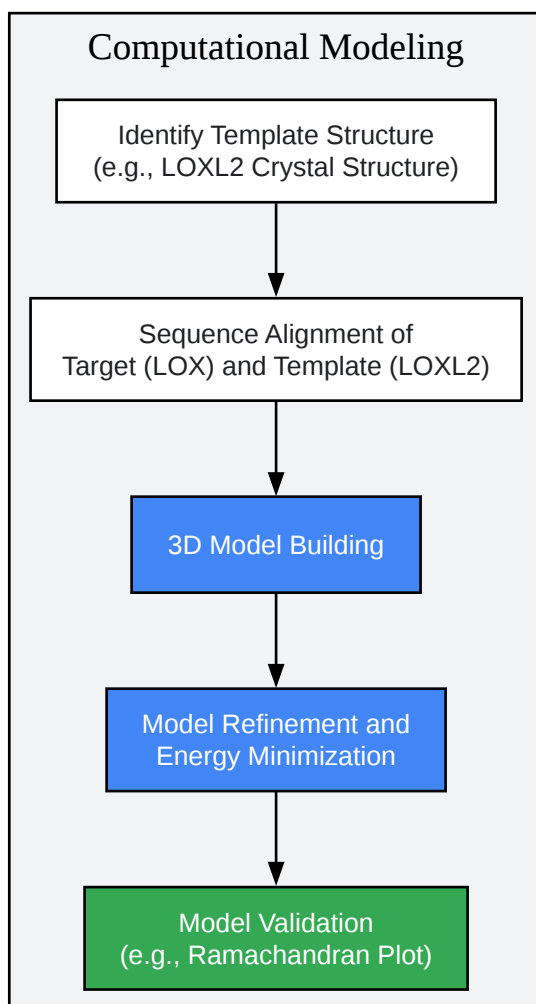 Computational Modeling
Identify Template Structure
(e.g., LOXL2 Crystal Structure)
Sequence Alignment of
Target (LOX) and Template (LOXL2)
3D Model Building
Model Refinement and
Energy Minimization
Model Validation
(e.g., Ramachandran Plot)